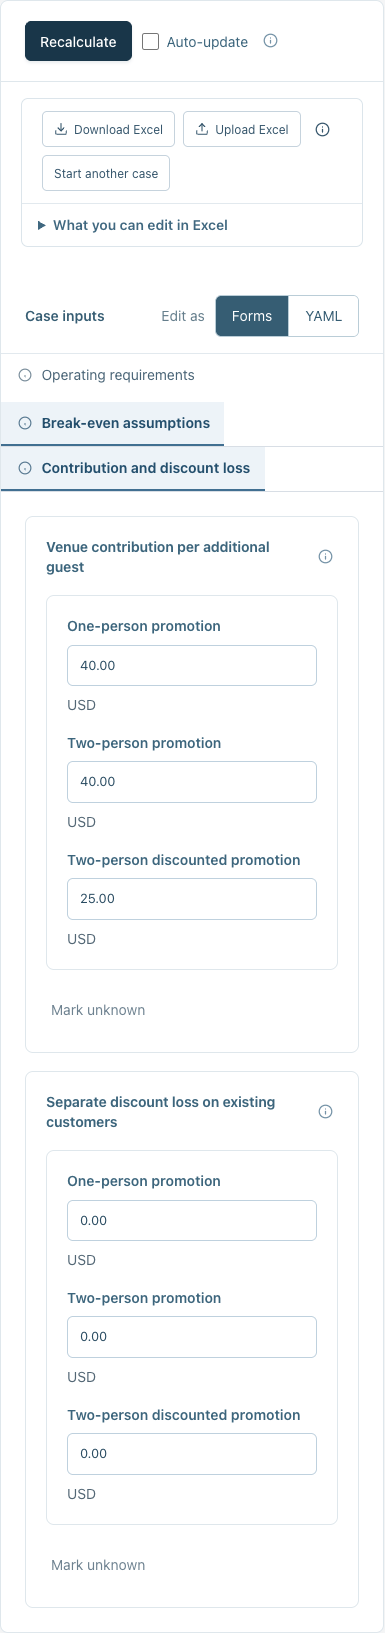 Recalculate
Auto-update
Download Excel
Upload Excel
Start another case
What you can edit in Excel
Case inputs
Edit as
Forms
YAML
Operating requirements
Break-even assumptions
Contribution and discount loss
Venue contribution per additional
guest
One-person promotion
40.00
USD
Two-person promotion
40.00
USD
Two-person discounted promotion
25.00
USD
Mark unknown
Separate discount loss on existing
customers
One-person promotion
0.00
USD
Two-person promotion
0.00
USD
Two-person discounted promotion
0.00
USD
Mark unknown